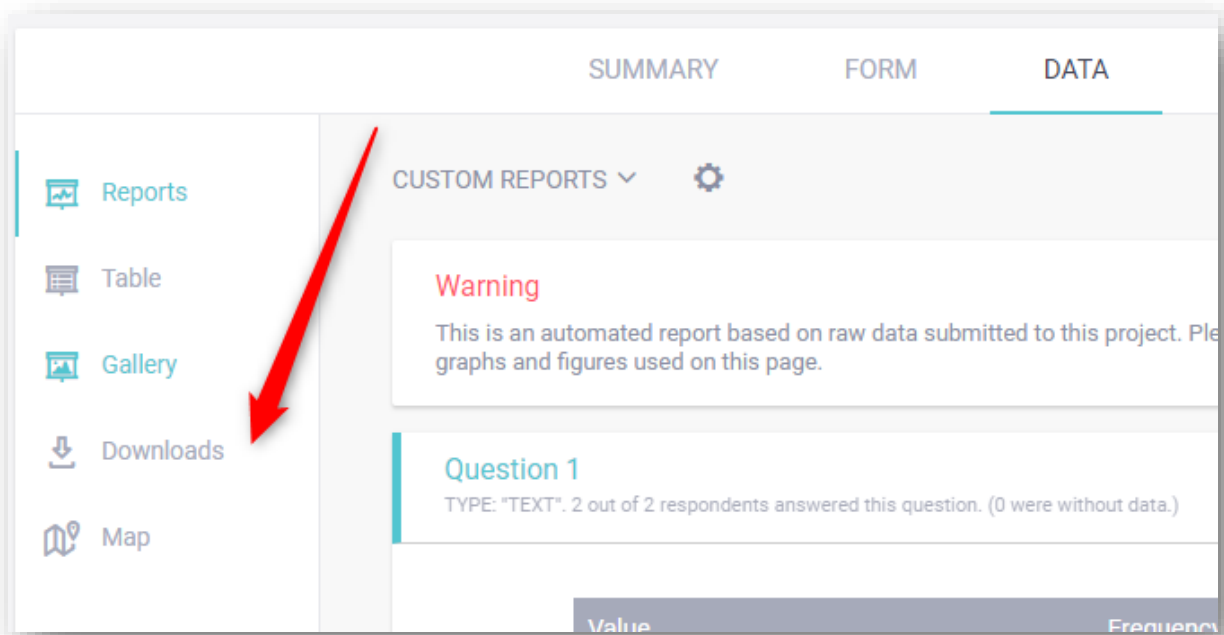 SUMMARY FORM DATA
Reports
Table
Gallery
Downloads
Map
CUSTOM REPORTS
Warning
This is an automated report based on raw data submitted to this project. Ple
graphs and figures used on this page.
Question 1
TYPE: "TEXT". 2 out of 2 respondents answered this question. (0 were without data.)
Value Frequency